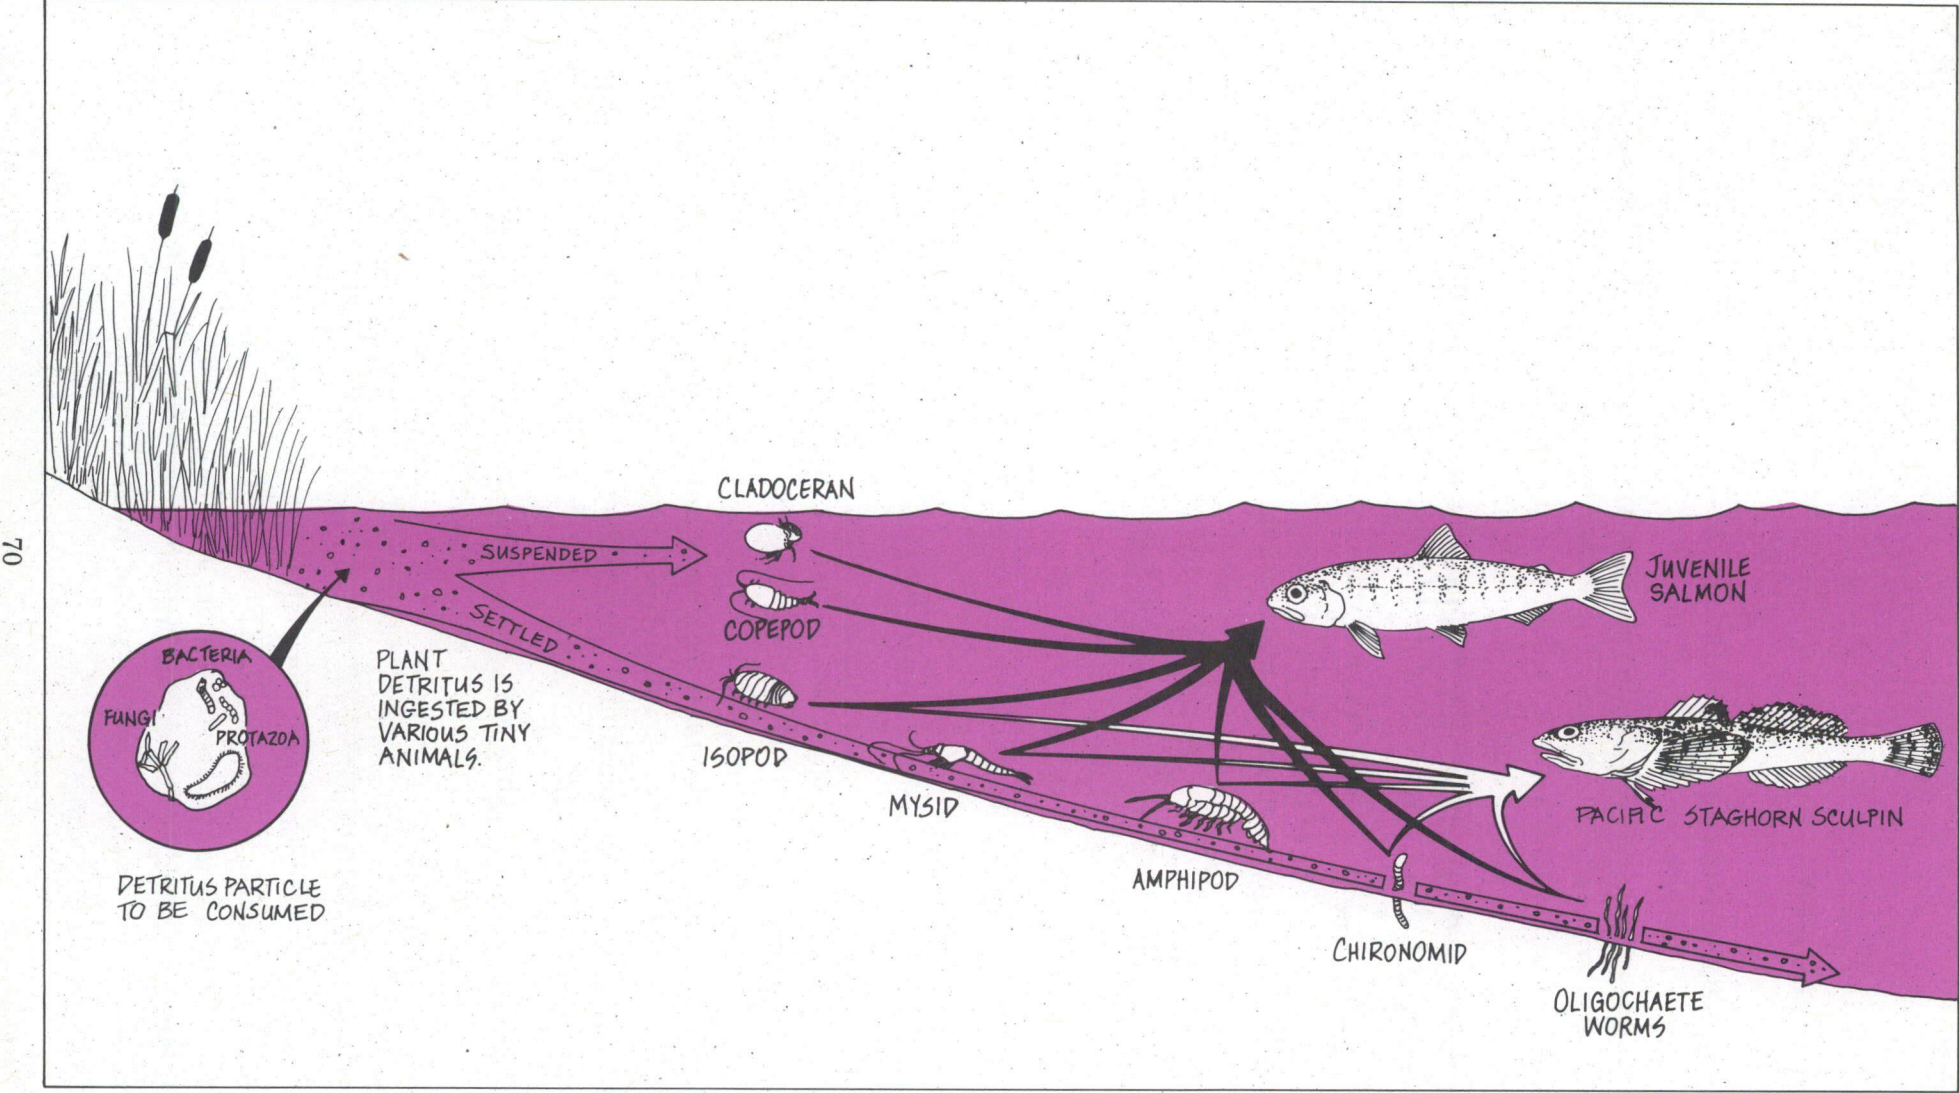 CLADOCERAN
SUSPENDED
SETTLED
COPEPOD
JUVENILE
SALMON
BACTERIA
FUNGI
PROTAZOA
PLANT
DETRITUS IS
INGESTED BY
VARIOUS TINY
ANIMALS.
ISOPOD
MYSID
PACIFIC STAGHORN SCULPIN
AMPHIPOD
DETRITUS PARTICLE
TO BE CONSUMED
CHIRONOMID
OLIGOCHAETE
WORMS
70